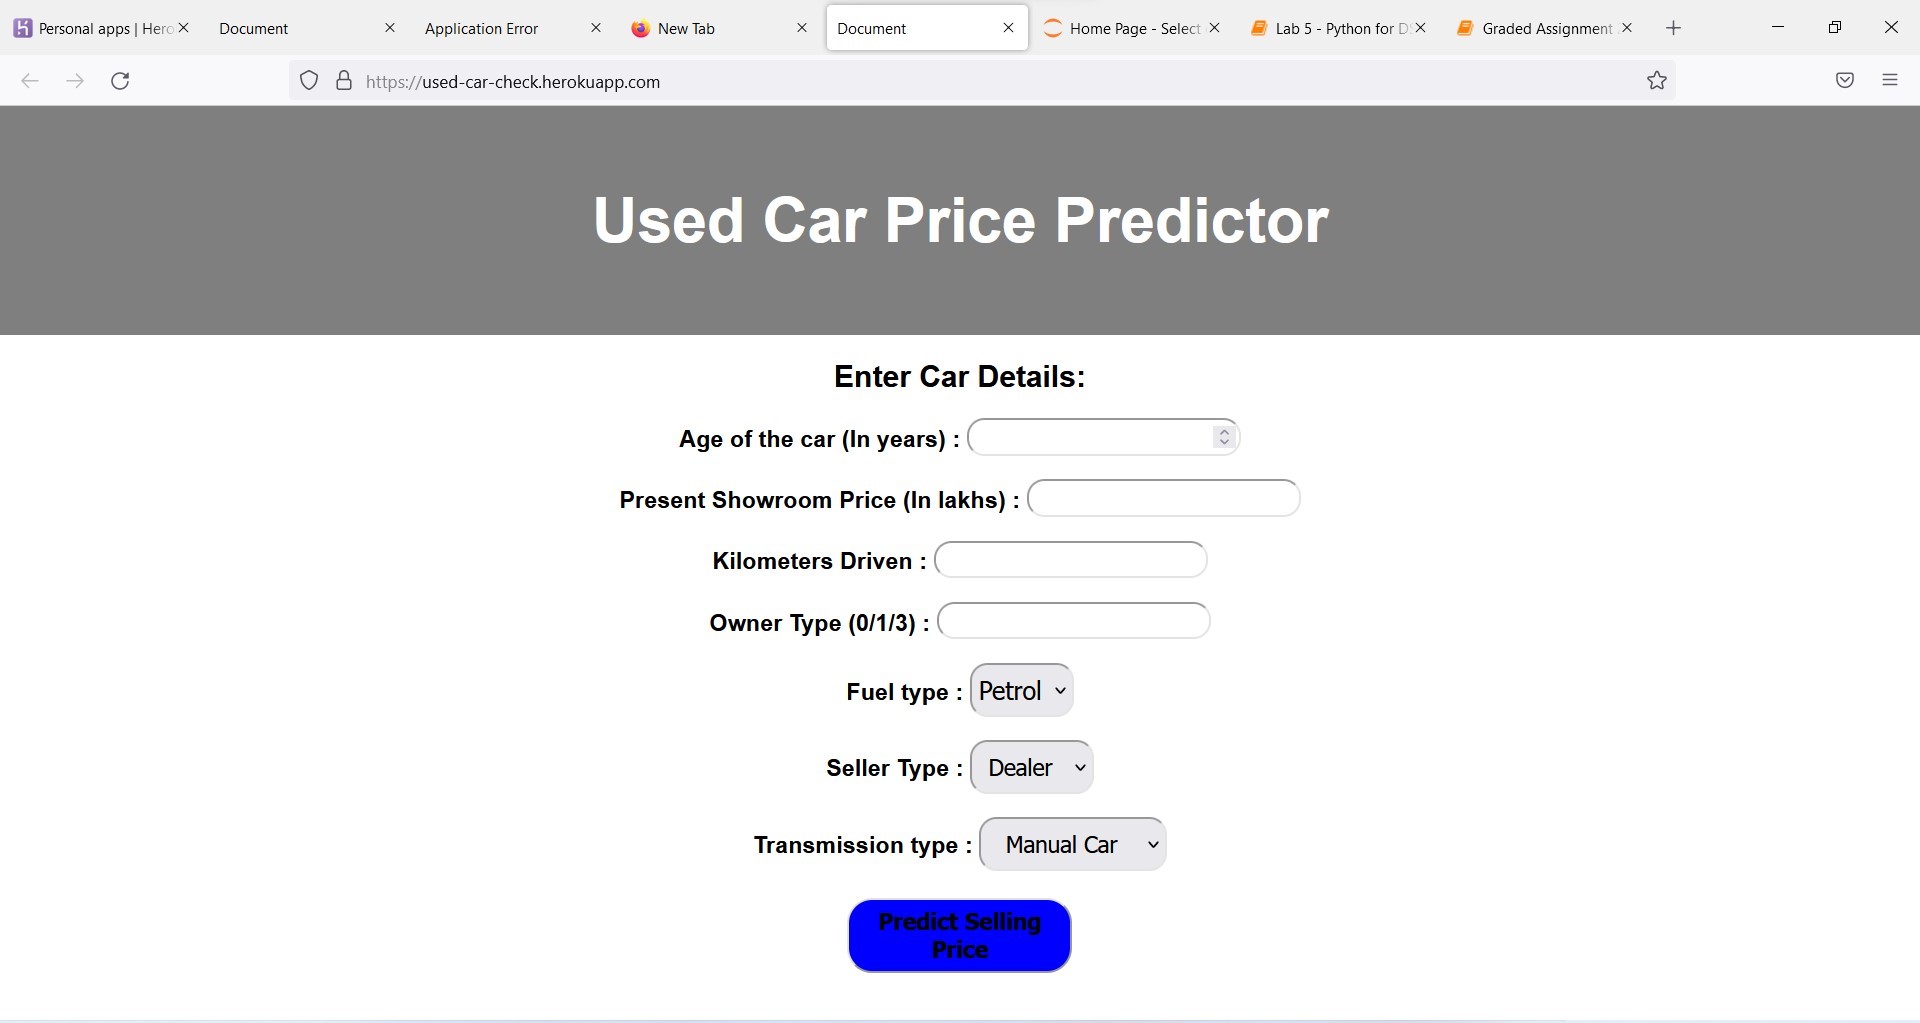 Personal apps | Hero
Document
Application Error
New Tab
Document
Home Page - Select
Lab 5 - Python for DS
Graded Assignment
https://used-car-check.herokuapp.com
Used Car Price Predictor
Enter Car Details:
Age of the car (In years) :
Present Showroom Price (In lakhs) :
Kilometers Driven :
Owner Type (0/1/3) :
Fuel type : Petrol
Seller Type : Dealer
Transmission type : Manual Car
Predict Selling
Price